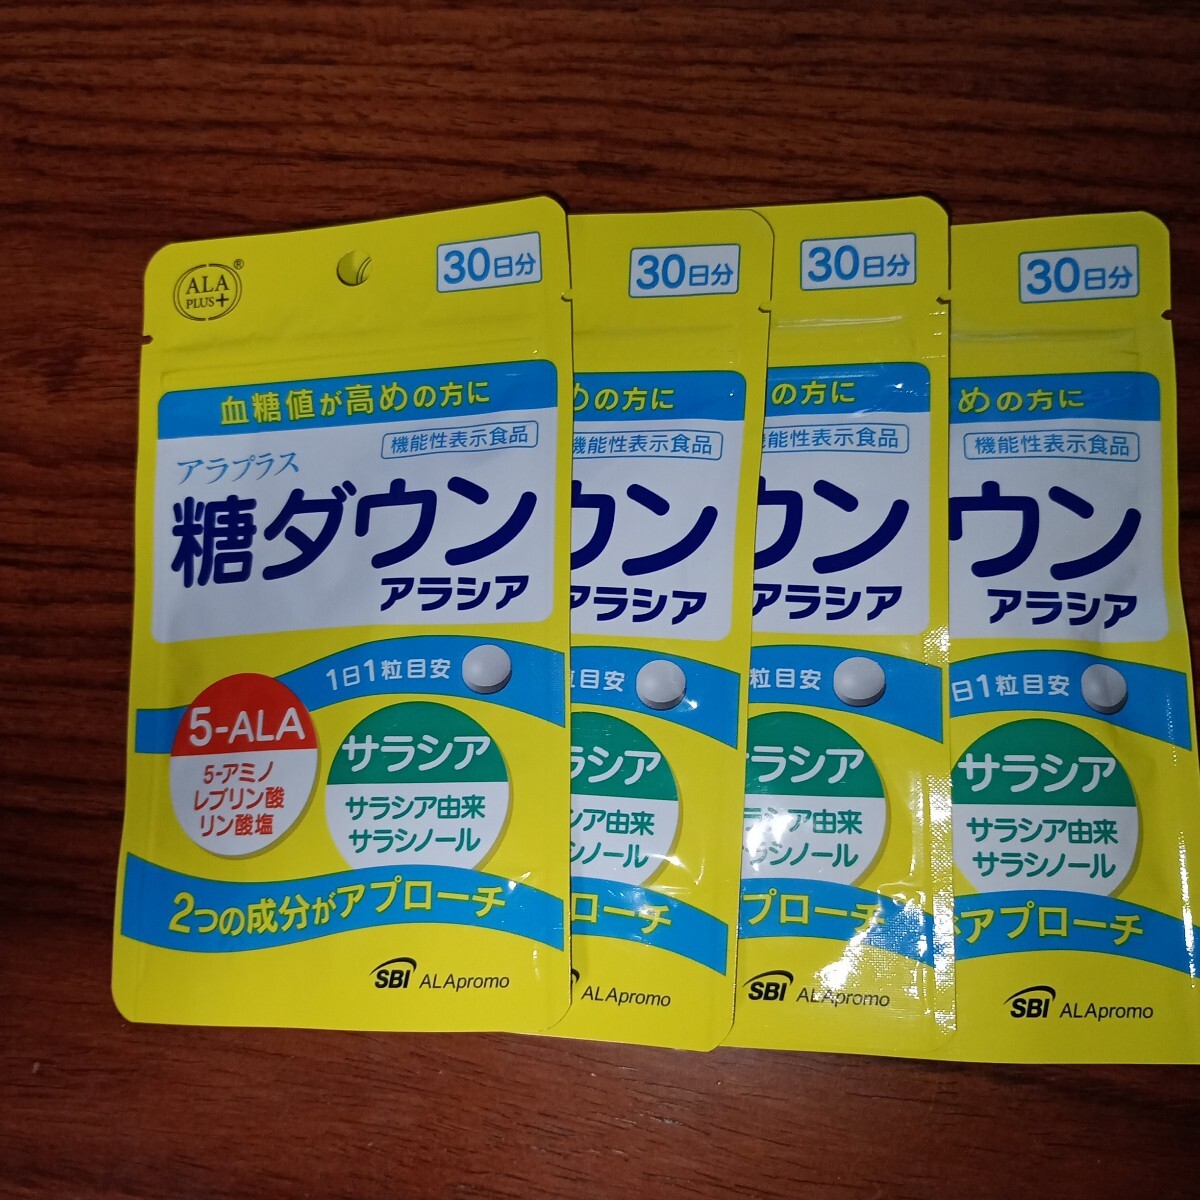 ALA
PLUS+
®
30日分
血糖値が高めの方に
機能性表示食品
アラプラス
糖ダウン
アラシア
1日1粒目安
5-ALA
5-アミノ
レブリン酸
リン酸塩
サラシア
サラシア由来
サラシノール
2つの成分がアプローチ
SBI ALApromo
30日分
めの方に
機能性表示食品
ウン
アラシア
粒目安
ラシア
シア由来
シノール
ローチ
ALApromo
30日分
の方に
能性表示食品
ウン
アラシア
粒目安
ラシア
シア由来
ラシノール
プローチ
SBI ALApromo
30日分
めの方に
機能性表示食品
ウン
アラシア
日1粒目安
サラシア
サラシア由来
サラシノール
アプローチ
SBI ALApromo